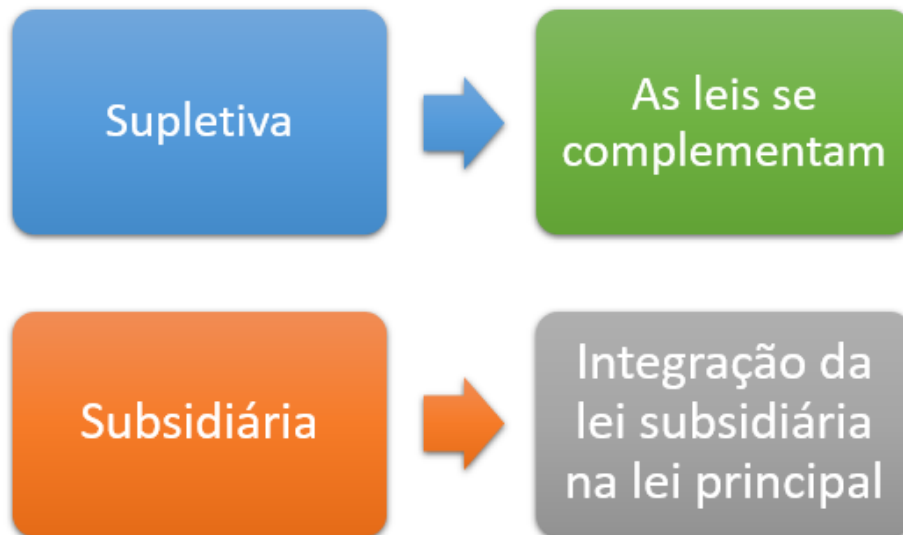 Supletiva
As leis se
complementam
Subsidiária
Integração da
lei subsidiária
na lei principal